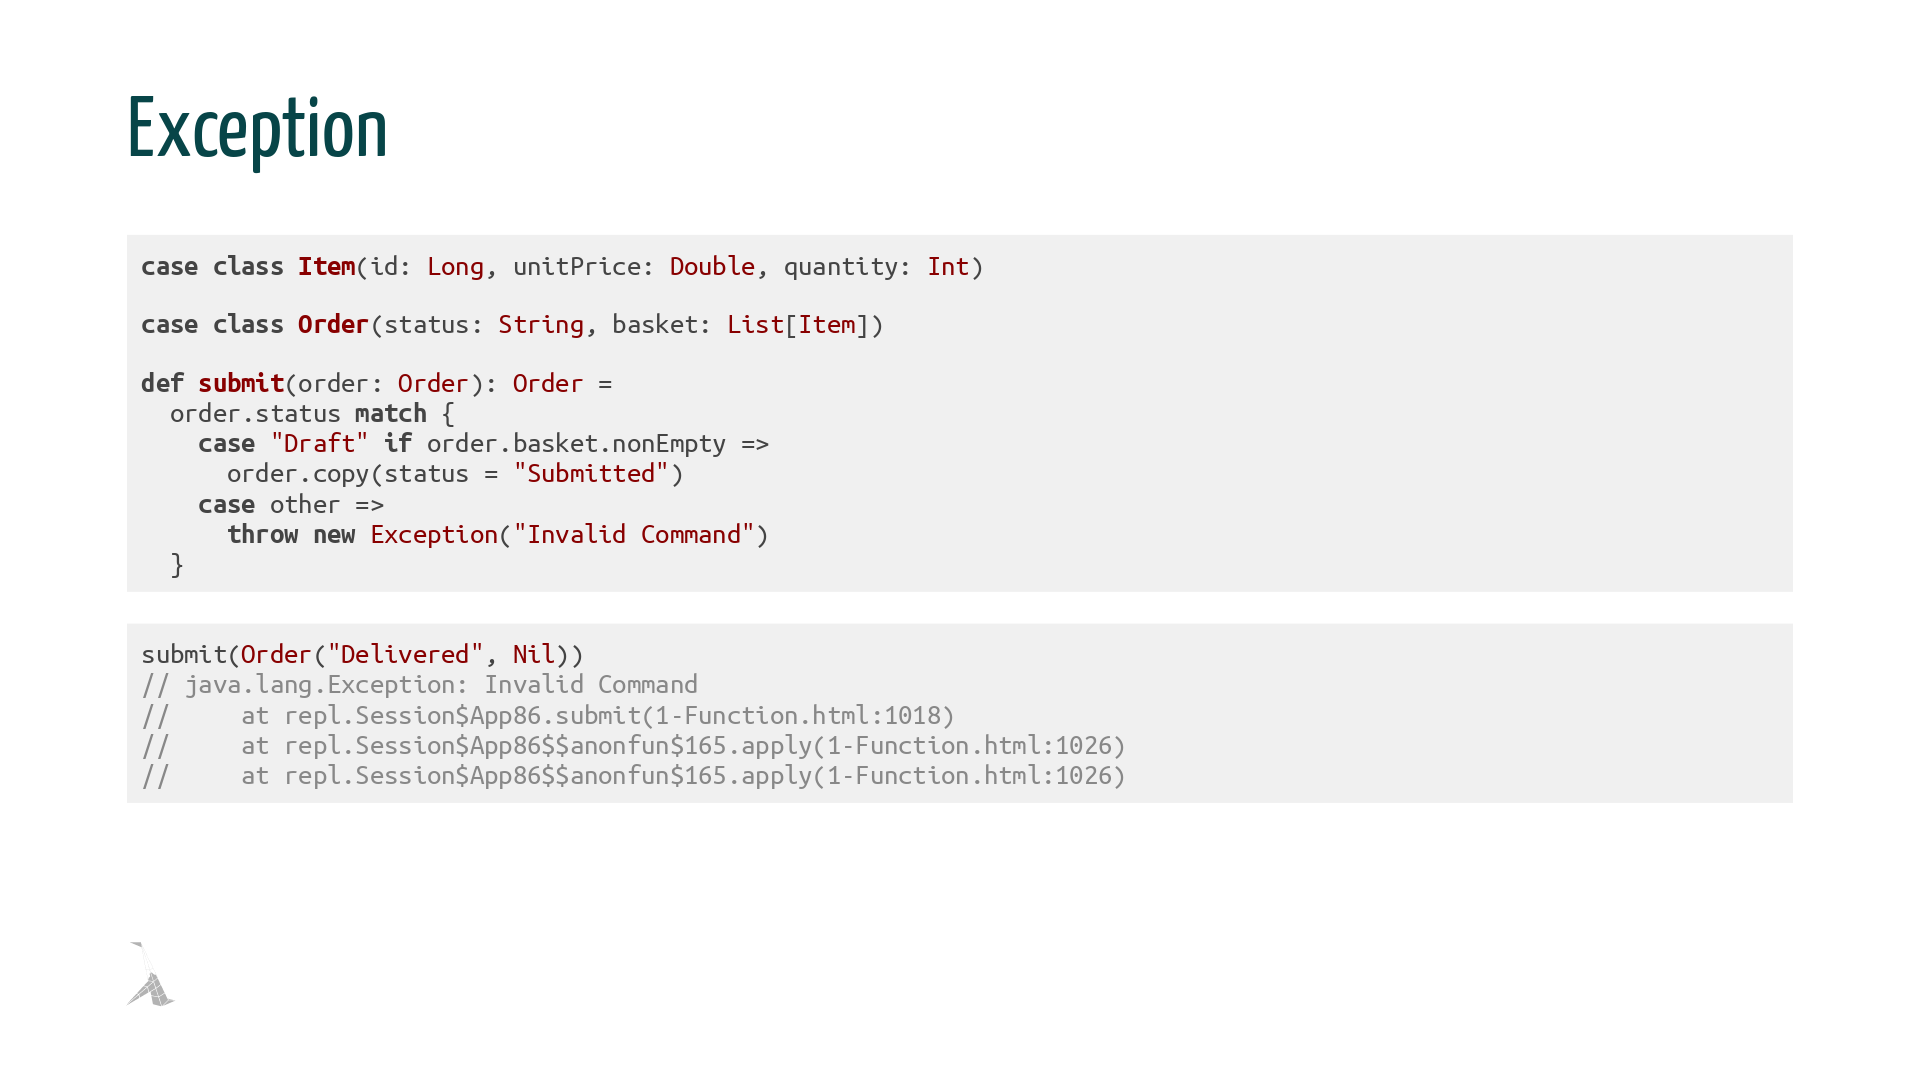 Exception
case class Item(id: Long, unitPrice: Double, quantity: Int)
case class Order(status: String, basket: List[Item])
def submit(order: Order): Order =
  order.status match {
    case "Draft" if order.basket.nonEmpty =>
      order.copy(status = "Submitted")
    case other =>
      throw new Exception("Invalid Command")
  }
submit(Order("Delivered", Nil))
// java.lang.Exception: Invalid Command
//     at repl.Session$App86.submit(1-Function.html:1018)
//     at repl.Session$App86$$anonfun$165.apply(1-Function.html:1026)
//     at repl.Session$App86$$anonfun$165.apply(1-Function.html:1026)